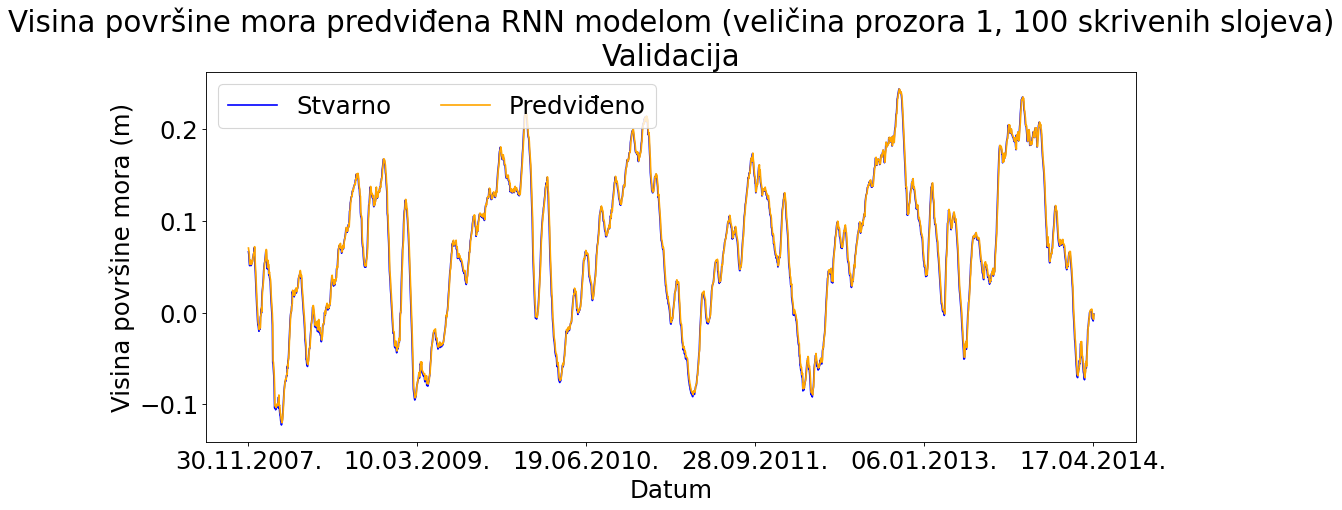 Visina površine mora predviđena RNN modelom (veličina prozora 1, 100 skrivenih slojeva)
Validacija
Stvarno Predviđeno
Visina površine mora (m)
0.2
0.1
0.0
−0.1
30.11.2007. 10.03.2009. 19.06.2010. 28.09.2011. 06.01.2013. 17.04.2014.
Datum